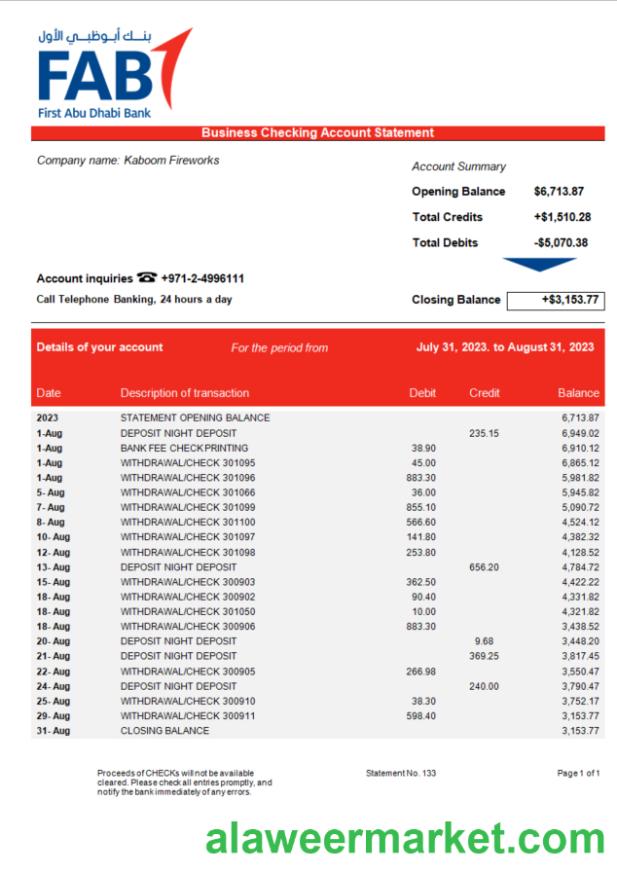 بنك أبوظبي الأول
FAB
First Abu Dhabi Bank
Business Checking Account Statement
Company name: Kaboom Fireworks
Account Summary
Opening Balance $6,713.87
Total Credits +$1,510.28
Total Debits -$5,070.38
Account inquiries ☎ +971-2-4996111
Call Telephone Banking, 24 hours a day
Closing Balance +$3,153.77
Details of your account For the period from July 31, 2023. to August 31, 2023
Date Description of transaction Debit Credit Balance
2023 STATEMENT OPENING BALANCE 6,713.87
1-Aug DEPOSIT NIGHT DEPOSIT 235.15 6,949.02
1-Aug BANK FEE CHECK PRINTING 38.90 6,910.12
1-Aug WITHDRAWAL/CHECK 301095 45.00 6,865.12
1-Aug WITHDRAWAL/CHECK 301096 883.30 5,981.82
5- Aug WITHDRAWAL/CHECK 301066 36.00 5,945.82
7- Aug WITHDRAWAL/CHECK 301099 855.10 5,090.72
8- Aug WITHDRAWAL/CHECK 301100 566.60 4,524.12
10- Aug WITHDRAWAL/CHECK 301097 141.80 4,382.32
12- Aug WITHDRAWAL/CHECK 301098 253.80 4,128.52
13- Aug DEPOSIT NIGHT DEPOSIT 656.20 4,784.72
15- Aug WITHDRAWAL/CHECK 300903 362.50 4,422.22
18- Aug WITHDRAWAL/CHECK 300902 90.40 4,331.82
18- Aug WITHDRAWAL/CHECK 301050 10.00 4,321.82
18- Aug WITHDRAWAL/CHECK 300906 883.30 3,438.52
20- Aug DEPOSIT NIGHT DEPOSIT 9.68 3,448.20
21- Aug DEPOSIT NIGHT DEPOSIT 369.25 3,817.45
22- Aug WITHDRAWAL/CHECK 300905 266.98 3,550.47
24- Aug DEPOSIT NIGHT DEPOSIT 240.00 3,790.47
25- Aug WITHDRAWAL/CHECK 300910 38.30 3,752.17
29- Aug WITHDRAWAL/CHECK 300911 598.40 3,153.77
31- Aug CLOSING BALANCE 3,153.77
Proceeds of CHECKs will not be available
cleared. Please check all entries promptly, and
notify the bank immediately of any errors.
Statement No. 133
Page 1 of 1
alaweermarket.com